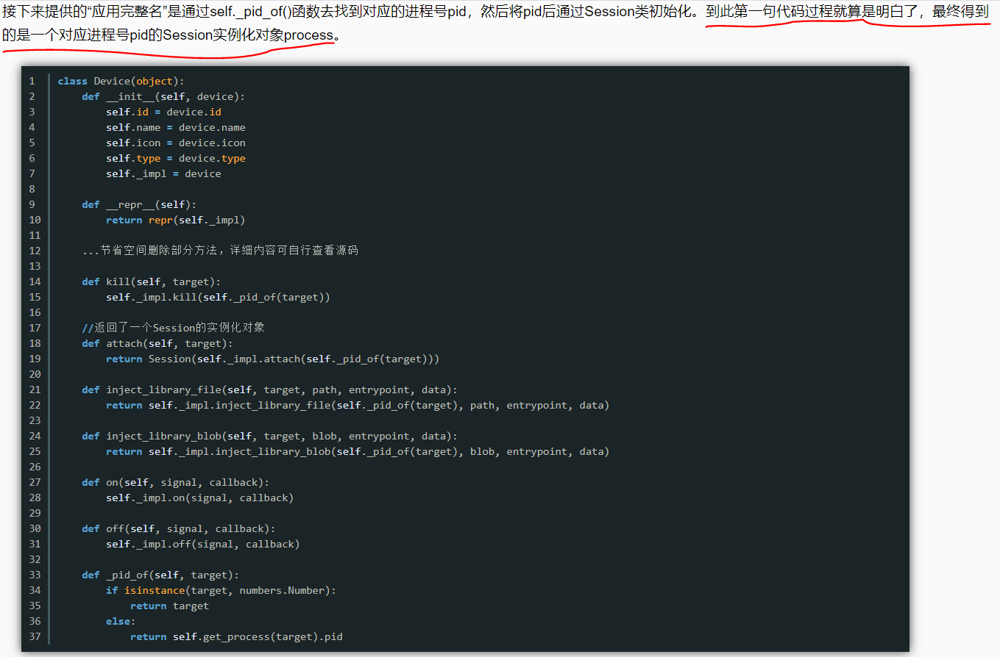 接下来提供的“应用完整名”是通过self._pid_of()函数去找到对应的进程号pid，然后将pid后通过Session类初始化。到此第一句代码过程就算是明白了，最终得到
的是一个对应进程号pid的Session实例化对象process。
1 class Device(object):
2     def __init__(self, device):
3         self.id = device.id
4         self.name = device.name
5         self.icon = device.icon
6         self.type = device.type
7         self._impl = device
8
9     def __repr__(self):
10         return repr(self._impl)
11
12     ...节省空间删除部分方法，详细内容可自行查看源码
13
14     def kill(self, target):
15         self._impl.kill(self._pid_of(target))
16
17     //返回了一个Session的实例化对象
18     def attach(self, target):
19         return Session(self._impl.attach(self._pid_of(target)))
20
21     def inject_library_file(self, target, path, entrypoint, data):
22         return self._impl.inject_library_file(self._pid_of(target), path, entrypoint, data)
23
24     def inject_library_blob(self, target, blob, entrypoint, data):
25         return self._impl.inject_library_blob(self._pid_of(target), blob, entrypoint, data)
26
27     def on(self, signal, callback):
28         self._impl.on(signal, callback)
29
30     def off(self, signal, callback):
31         self._impl.off(signal, callback)
32
33     def _pid_of(self, target):
34         if isinstance(target, numbers.Number):
35             return target
36         else:
37             return self.get_process(target).pid